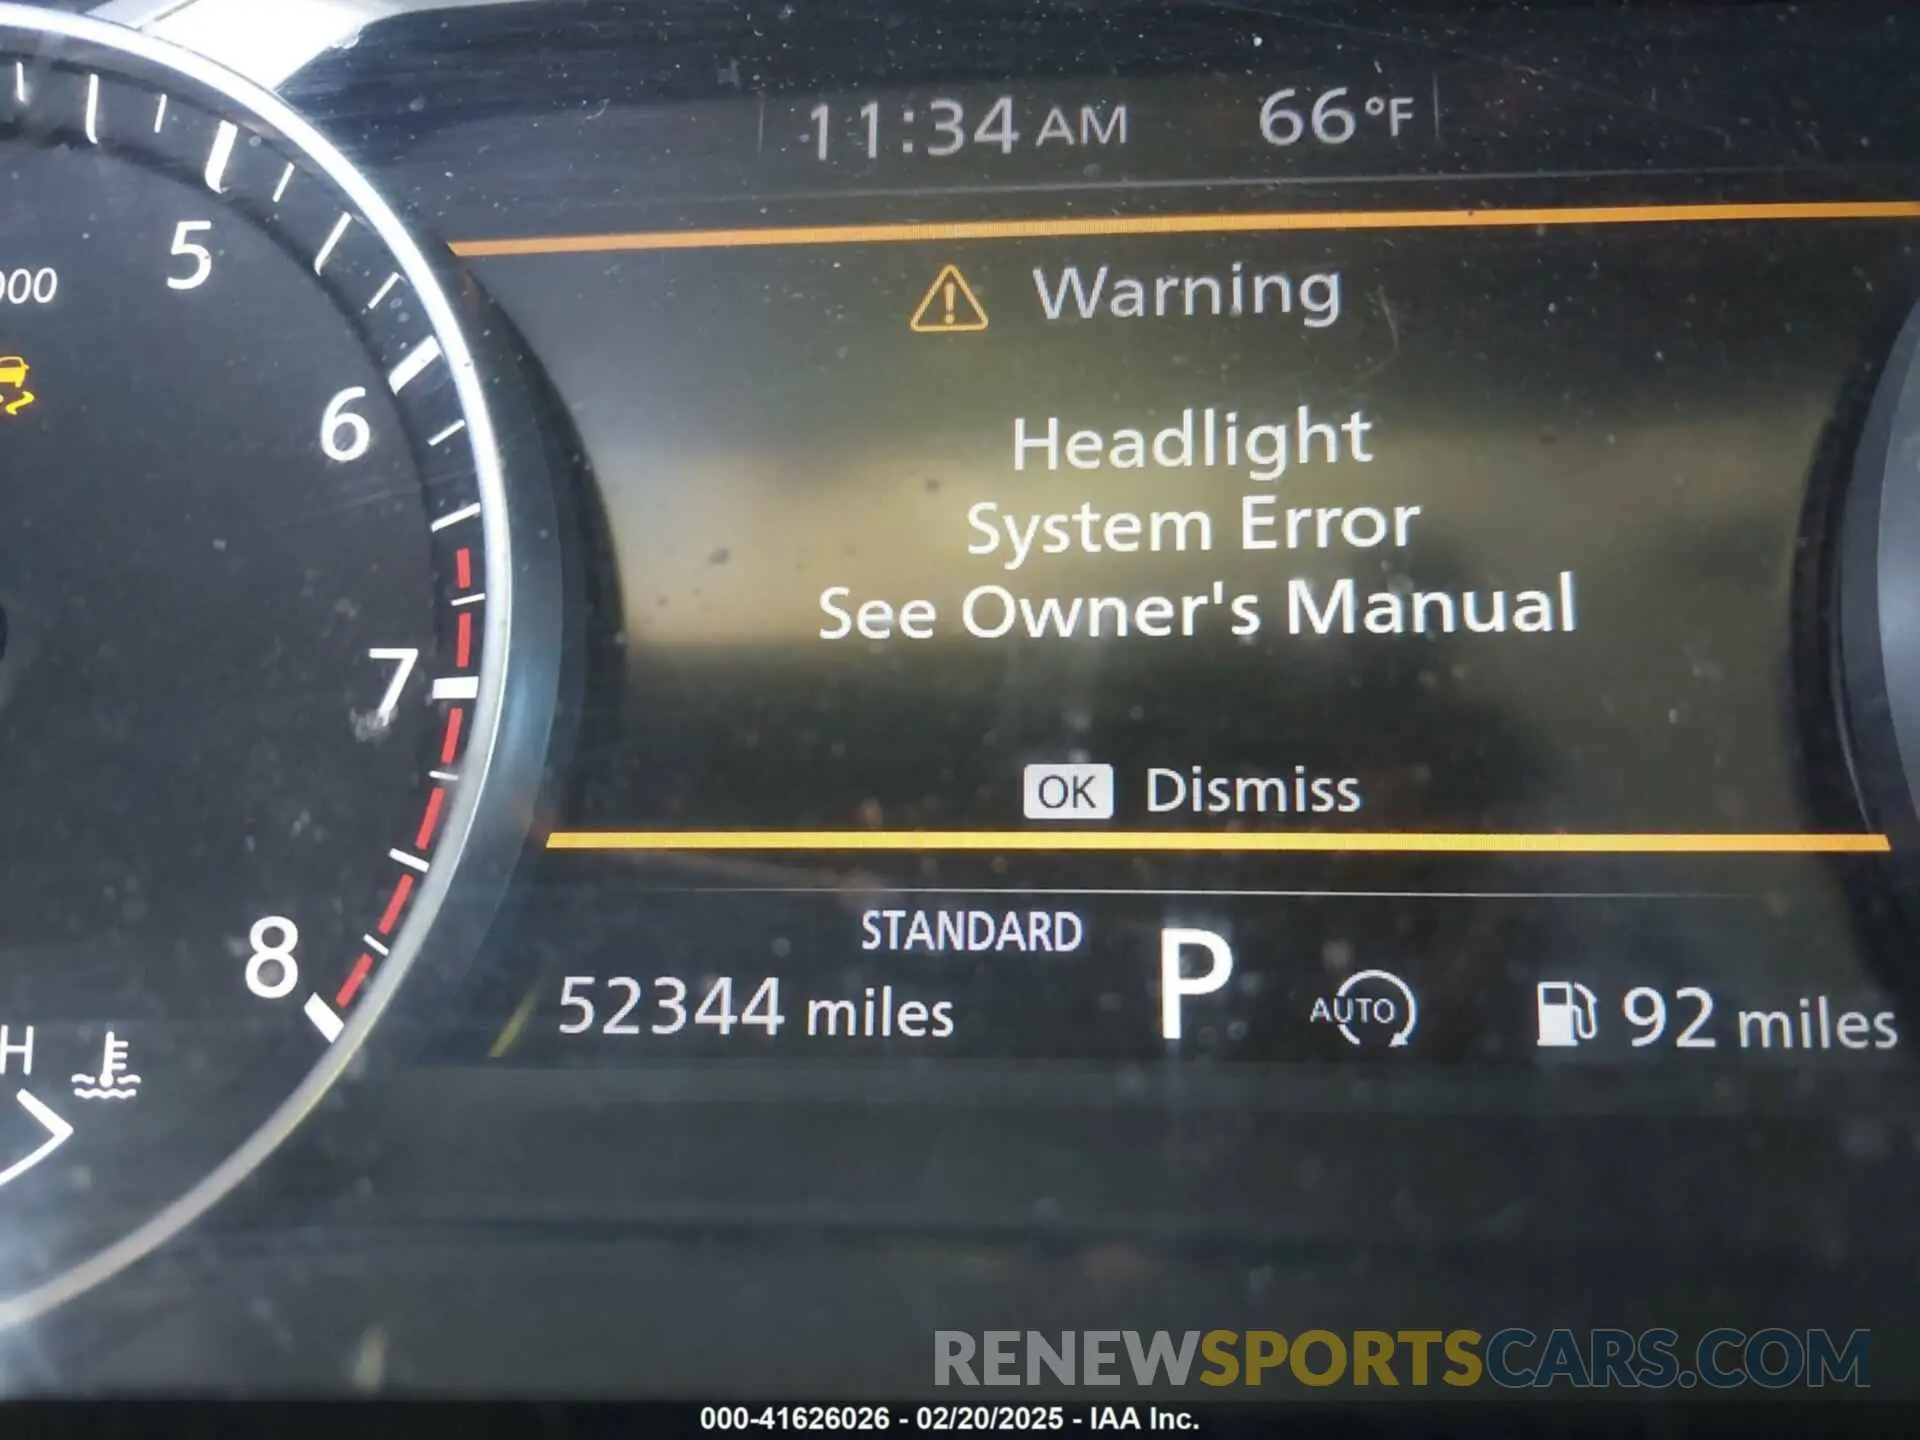 11:34 AM 66°F
5
000
Warning
6
Headlight
System Error
See Owner's Manual
7
OK Dismiss
8
STANDARD
P
52344 miles
AUTO
92 miles
H
RENEWSPORTSCARS.COM
000-41626026 - 02/20/2025 - IAA Inc.